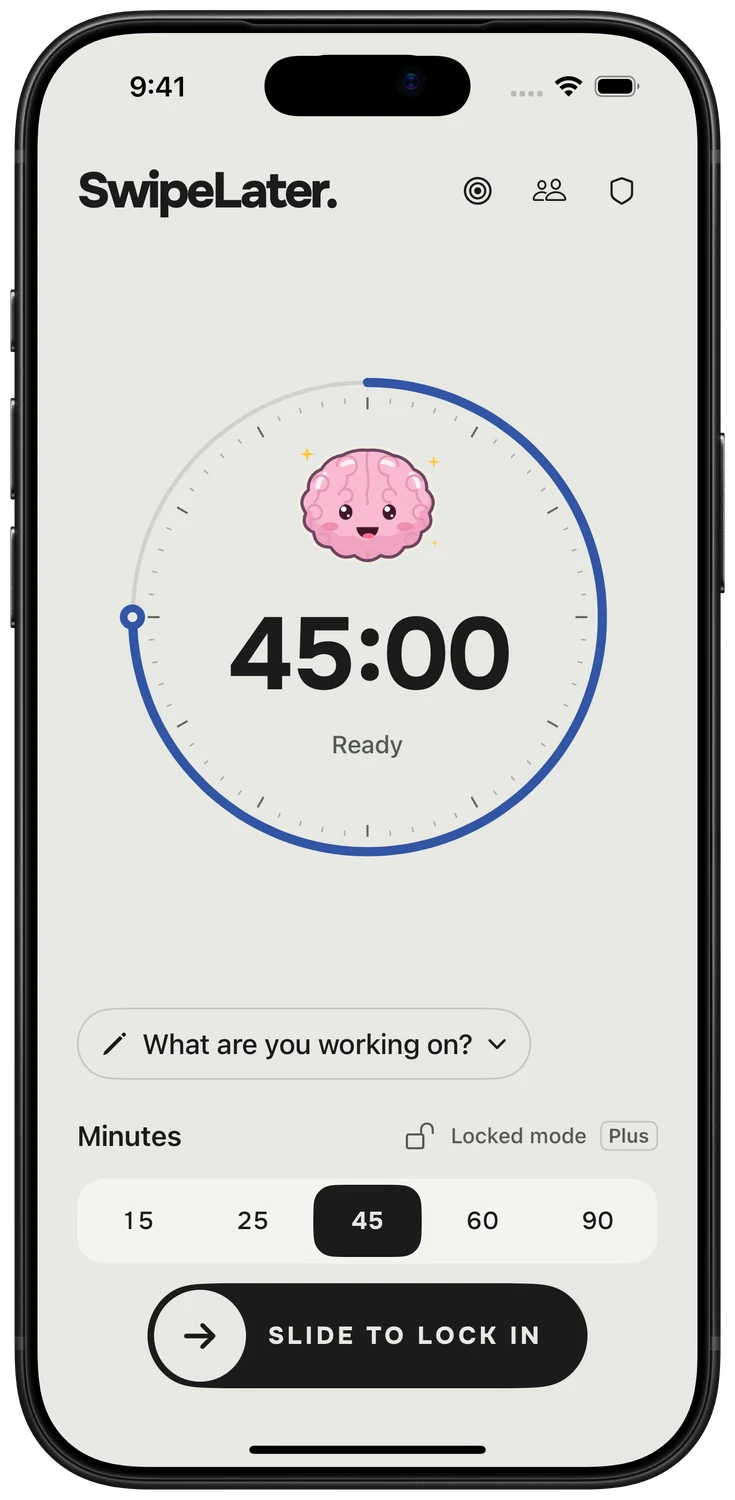 9:41
SwipeLater.
45:00
Ready
What are you working on?
Minutes Locked mode Plus
15 25 45 60 90
SLIDE TO LOCK IN